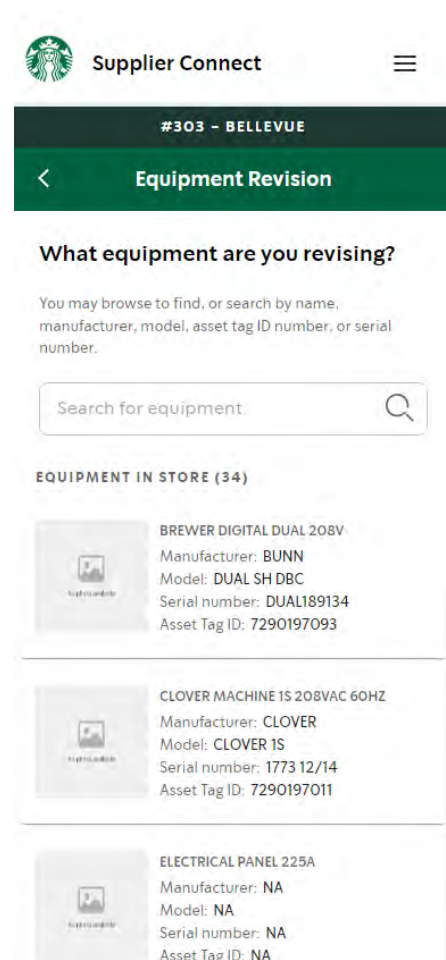 Supplier Connect
#303 – BELLEVUE
Equipment Revision
What equipment are you revising?
You may browse to find, or search by name,
manufacturer, model, asset tag ID number, or serial
number.
Search for equipment
EQUIPMENT IN STORE (34)
BREWER DIGITAL DUAL 208V
Manufacturer: BUNN
Model: DUAL SH DBC
Serial number: DUAL189134
Asset Tag ID: 7290197093
CLOVER MACHINE 1S 208VAC 60HZ
Manufacturer: CLOVER
Model: CLOVER 1S
Serial number: 1773 12/14
Asset Tag ID: 7290197011
ELECTRICAL PANEL 225A
Manufacturer: NA
Model: NA
Serial number: NA
Asset Tag ID: NA